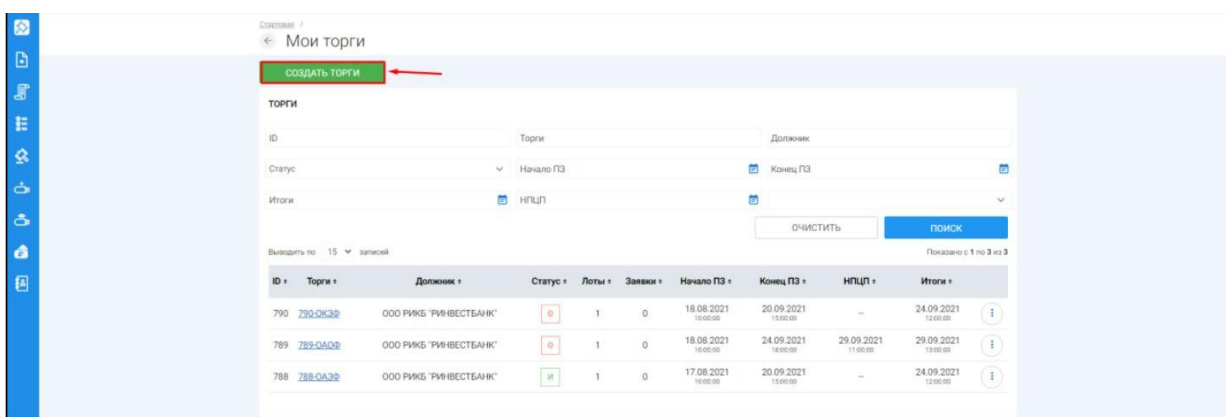 Стартовая /
Мои торги
СОЗДАТЬ ТОРГИ
ТОРГИ
ID Торги Должник
Статус Начало ПЗ Конец ПЗ
Итоги НПЦП
ОЧИСТИТЬ ПОИСК
Выводить по 15 записей Показано с 1 по 3 из 3
ID Торги Должник Статус Лоты Заявки Начало ПЗ Конец ПЗ НПЦП Итоги
790 790-ОКЗФ ООО РИКБ "РИНВЕСТБАНК" О 1 0 18.08.2021 20.09.2021 — 24.09.2021
16:00:00 15:00:00 12:00:00
789 789-ОАОФ ООО РИКБ "РИНВЕСТБАНК" О 1 0 18.08.2021 24.09.2021 29.09.2021 29.09.2021
16:00:00 18:00:00 11:00:00 13:00:00
788 788-ОАЗФ ООО РИКБ "РИНВЕСТБАНК" И 1 0 17.08.2021 20.09.2021 — 24.09.2021
16:00:00 15:00:00 12:00:00